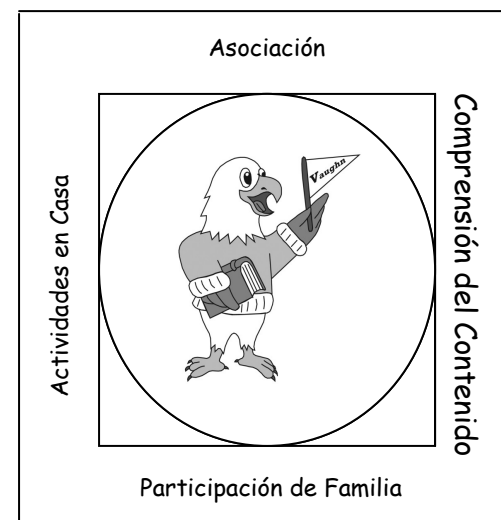 Asociación
Vaughn
Actividades en Casa
Comprensión del Contenido
Participación de Familia